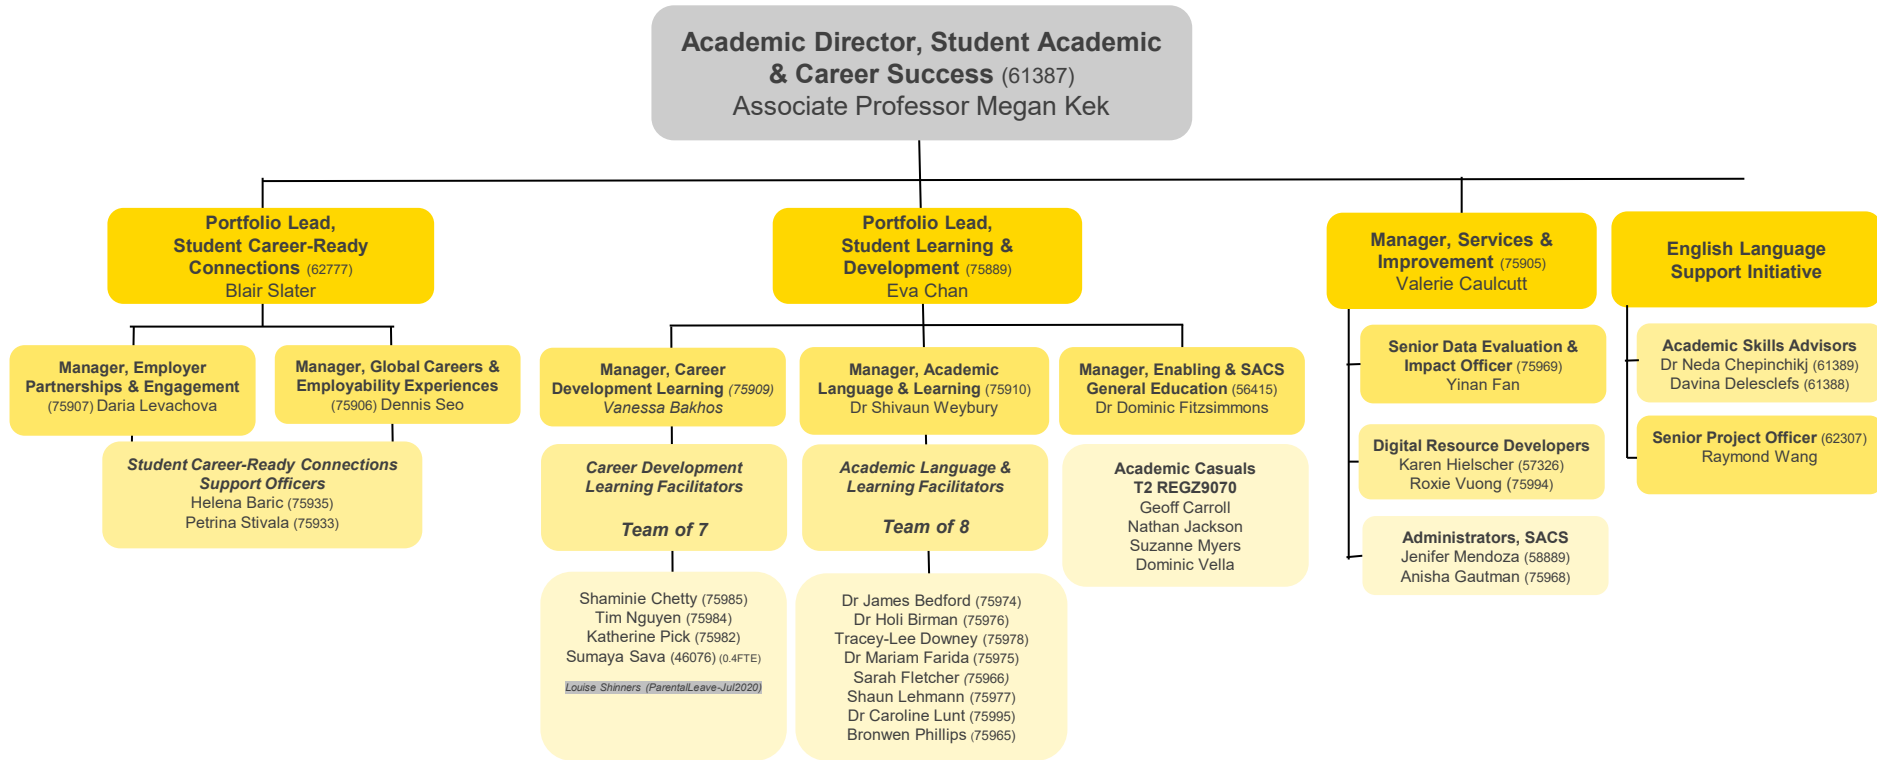 Academic Director, Student Academic
& Career Success (61387)
Associate Professor Megan Kek
Portfolio Lead,
Student Career-Ready
Connections (62777)
Blair Slater
Portfolio Lead,
Student Learning &
Development (75889)
Eva Chan
Manager, Services &
Improvement (75905)
Valerie Caulcutt
English Language
Support Initiative
Manager, Employer
Partnerships & Engagement
(75907) Daria Levachova
Manager, Global Careers &
Employability Experiences
(75906) Dennis Seo
Student Career-Ready Connections
Support Officers
Helena Baric (75935)
Petrina Stivala (75933)
Manager, Career
Development Learning (75909)
Vanessa Bakhos
Manager, Academic
Language & Learning (75910)
Dr Shivaun Weybury
Manager, Enabling & SACS
General Education (56415)
Dr Dominic Fitzsimmons
Career Development
Learning Facilitators
Team of 7
Academic Language &
Learning Facilitators
Team of 8
Academic Casuals
T2 REGZ9070
Geoff Carroll
Nathan Jackson
Suzanne Myers
Dominic Vella
Shaminie Chetty (75985)
Tim Nguyen (75984)
Katherine Pick (75982)
Sumaya Sava (46076) (0.4FTE)
Louise Shinners (ParentalLeave-Jul2020)
Dr James Bedford (75974)
Dr Holi Birman (75976)
Tracey-Lee Downey (75978)
Dr Mariam Farida (75975)
Sarah Fletcher (75966)
Shaun Lehmann (75977)
Dr Caroline Lunt (75995)
Bronwen Phillips (75965)
Senior Data Evaluation &
Impact Officer (75969)
Yinan Fan
Digital Resource Developers
Karen Hielscher (57326)
Roxie Vuong (75994)
Administrators, SACS
Jenifer Mendoza (58889)
Anisha Gautman (75968)
Academic Skills Advisors
Dr Neda Chepinchikj (61389)
Davina Delesclefs (61388)
Senior Project Officer (62307)
Raymond Wang